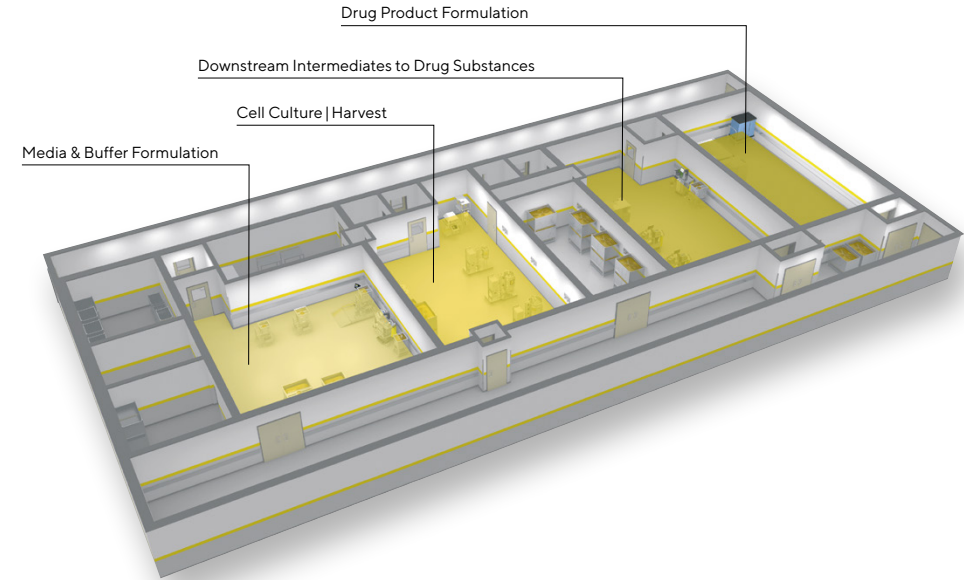 Drug Product Formulation
Downstream Intermediates to Drug Substances
Cell Culture | Harvest
Media & Buffer Formulation